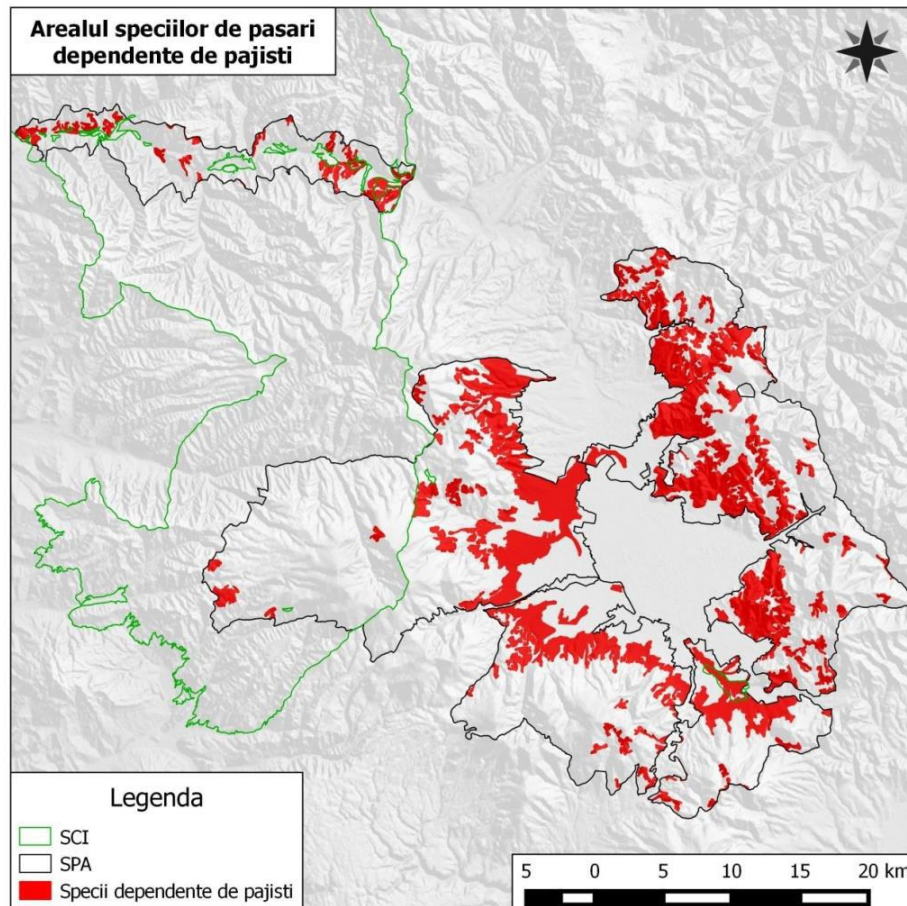 Arealul speciilor de pasari
dependente de pajisti
Legenda
SCI
SPA
Specii dependente de pajisti
5 0 5 10 15 20 km